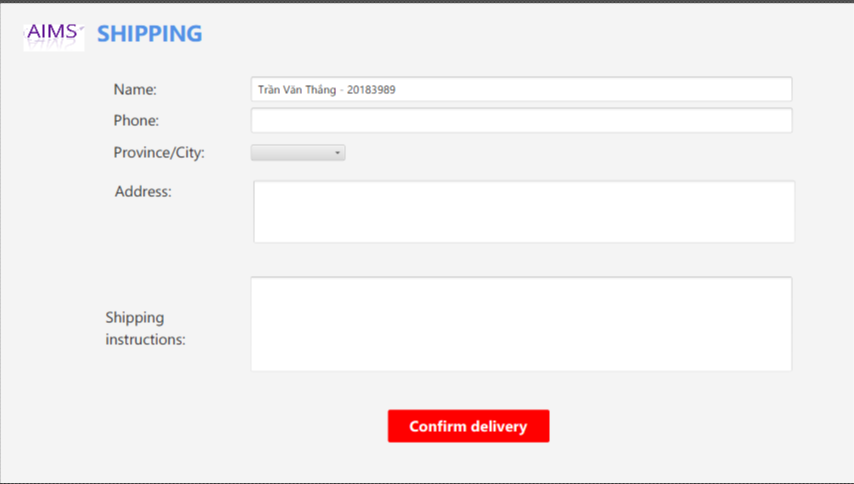 AIMS SHIPPING
Name: Trần Văn Thắng - 20183989
Phone:
Province/City:
Address:
Shipping
instructions:
Confirm delivery